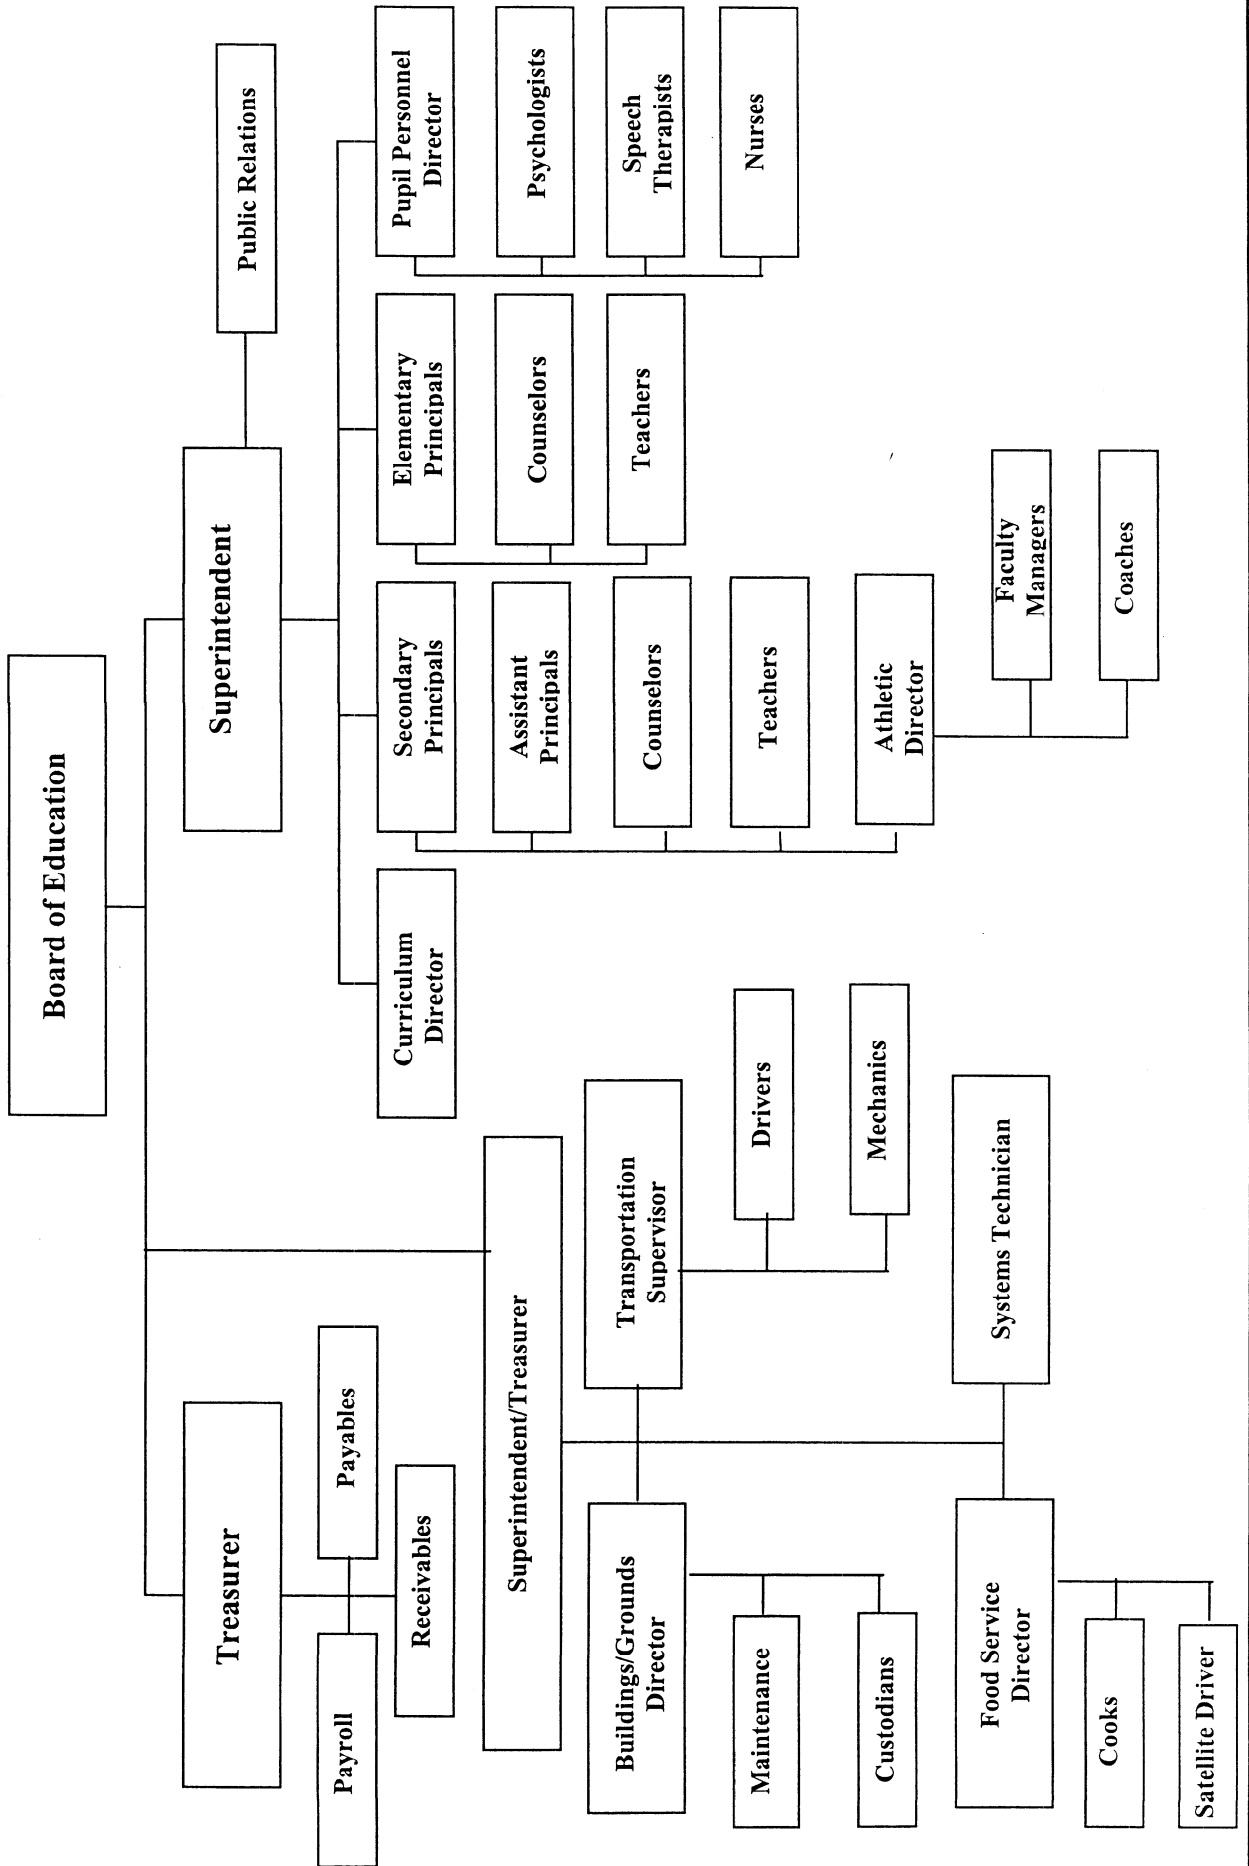 Board of Education
Treasurer
Superintendent
Public Relations
Payroll
Payables
Receivables
Superintendent/Treasurer
Buildings/Grounds
Director
Maintenance
Custodians
Transportation
Supervisor
Drivers
Mechanics
Food Service
Director
Cooks
Satellite Driver
Systems Technician
Curriculum
Director
Secondary
Principals
Assistant
Principals
Counselors
Teachers
Athletic
Director
Faculty
Managers
Coaches
Elementary
Principals
Counselors
Teachers
Pupil Personnel
Director
Psychologists
Speech
Therapists
Nurses